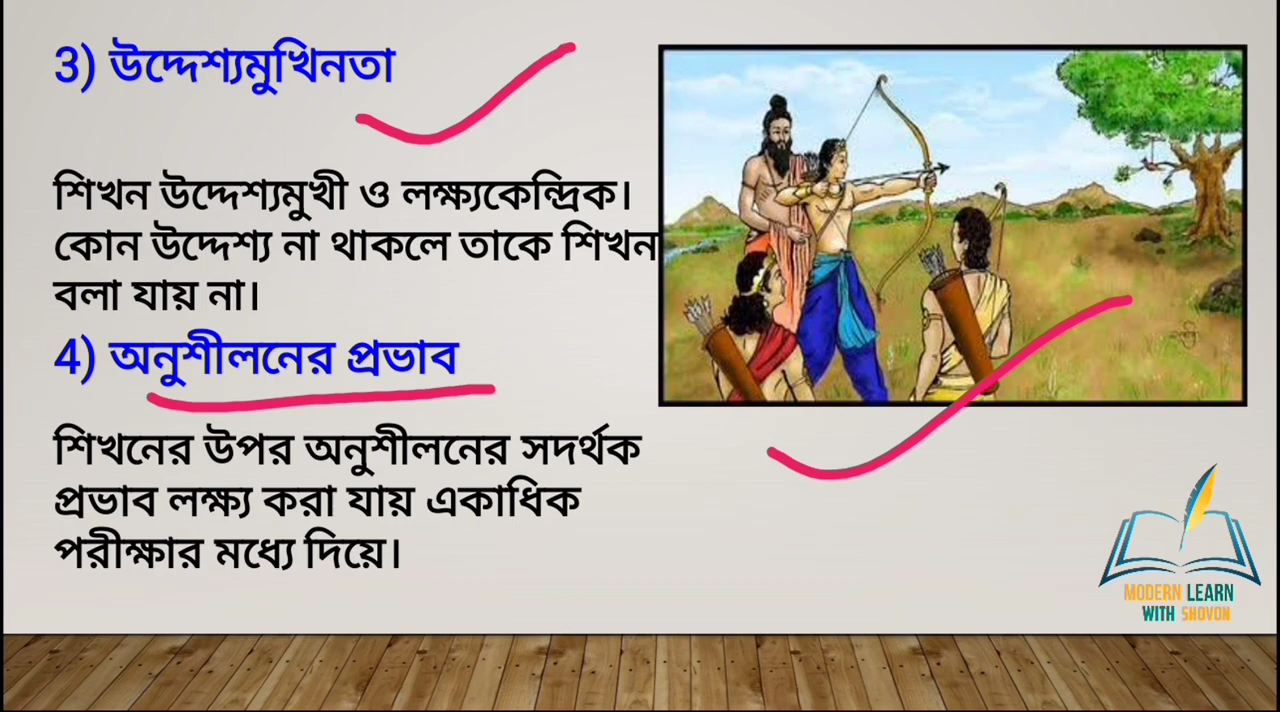 3) উদ্দেশ্যমুখিনতা
শিখন উদ্দেশ্যমুখী ও লক্ষ্যকেন্দ্রিক।
কোন উদ্দেশ্য না থাকলে তাকে শিখন
বলা যায় না।
4) অনুশীলনের প্রভাব
শিখনের উপর অনুশীলনের সদর্থক
প্রভাব লক্ষ্য করা যায় একাধিক
পরীক্ষার মধ্যে দিয়ে।
MODERN LEARN
WITH SHOVON